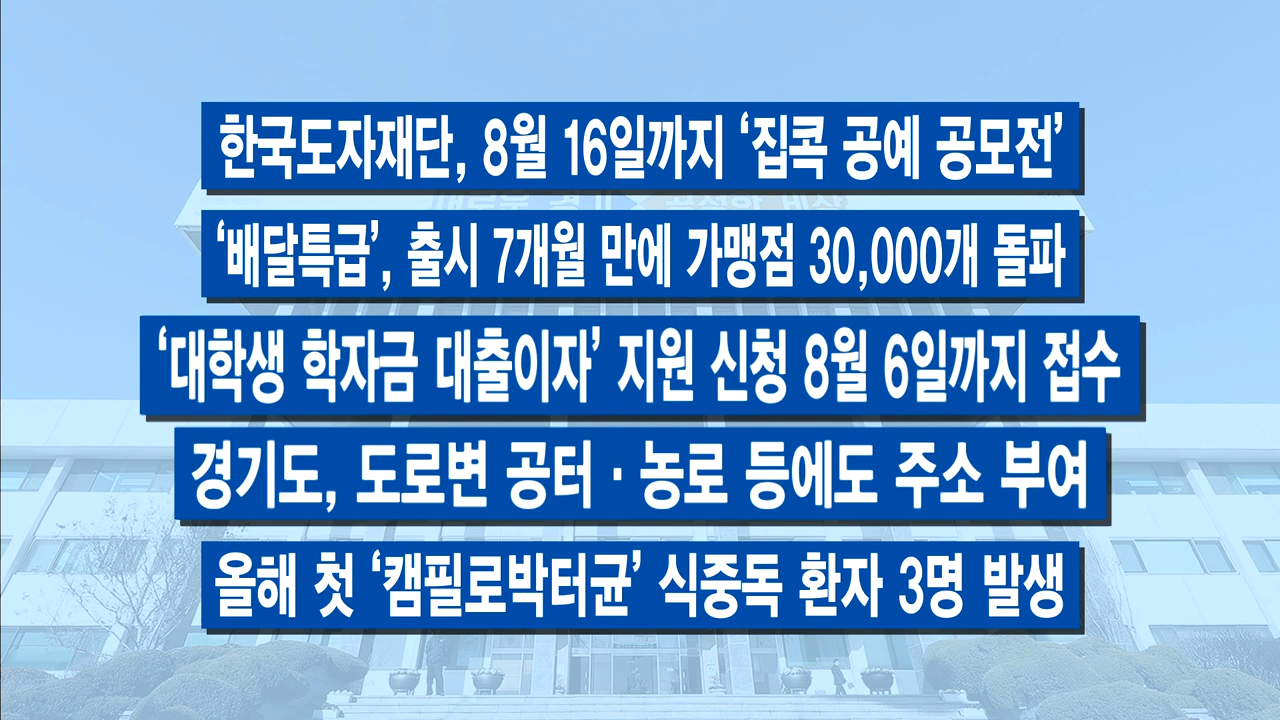 한국도자재단, 8월 16일까지 ‘집콕 공예 공모전’
‘배달특급’, 출시 7개월 만에 가맹점 30,000개 돌파
‘대학생 학자금 대출이자’ 지원 신청 8월 6일까지 접수
경기도, 도로변 공터 · 농로 등에도 주소 부여
올해 첫 ‘캠필로박터균’ 식중독 환자 3명 발생